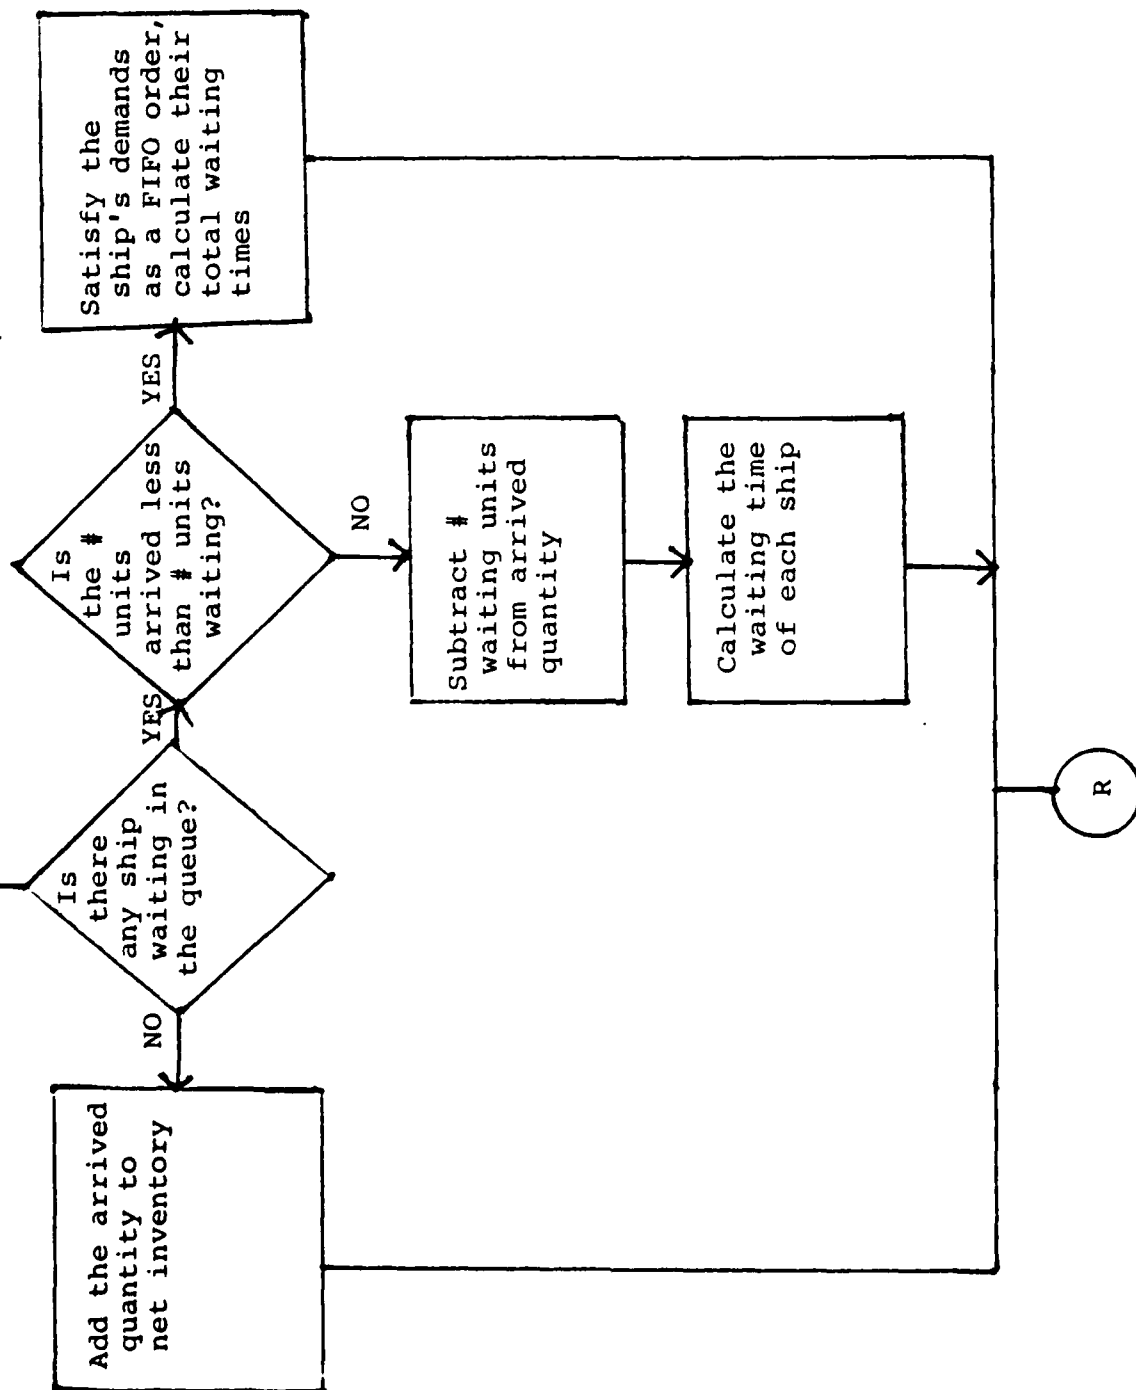 Is
there
any ship
waiting in
the queue?
NO
YES
Add the arrived
quantity to
net inventory
Is
the #
units
arrived less
than # units
waiting?
YES
NO
Satisfy the
ship's demands
as a FIFO order,
calculate their
total waiting
times
Subtract #
waiting units
from arrived
quantity
Calculate the
waiting time
of each ship
R